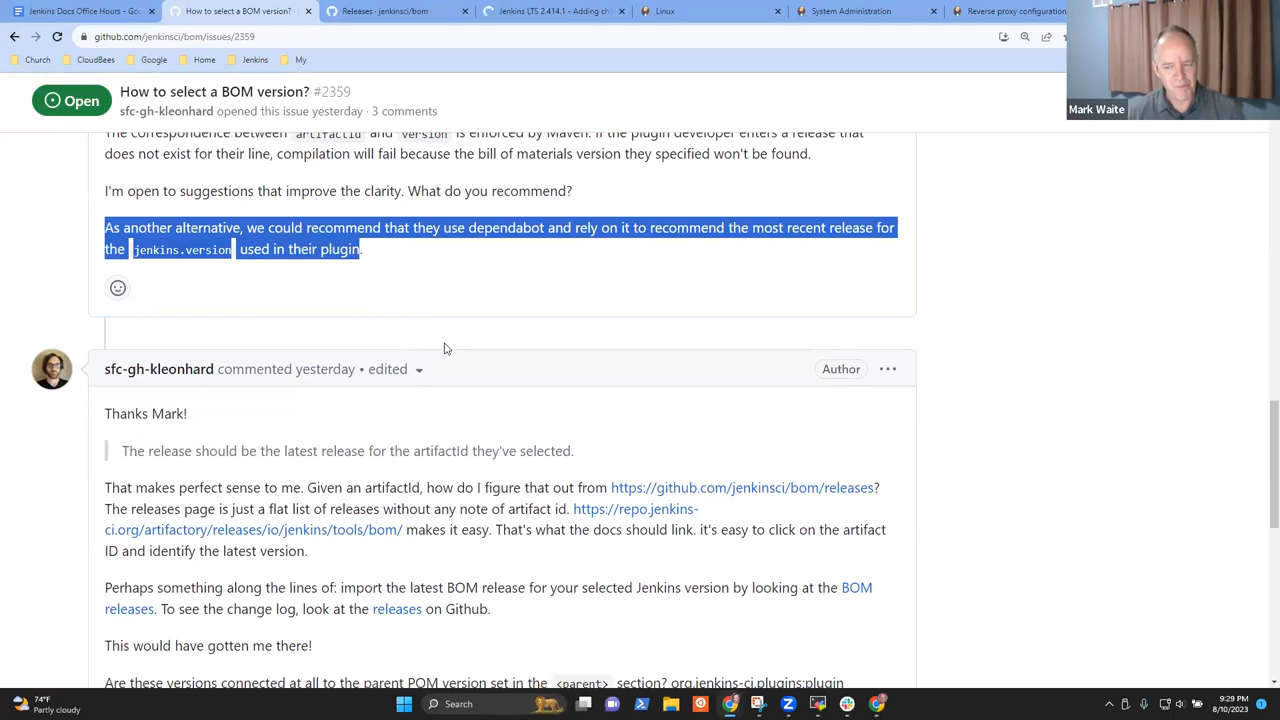 Jenkins Docs Office Hours - Go
How to select a BOM version?
Releases · jenkinsci/bom
Jenkins LTS 2.414.1 - Adding ch
Linux
System Administration
Reverse proxy configuration
github.com/jenkinsci/bom/issues/2359
Church
CloudBees
Google
Home
Jenkins
My
Mark Waite
Open
How to select a BOM version? #2359
sfc-gh-kleonhard opened this issue yesterday · 3 comments
The correspondence between artifactId and version is enforced by Maven. If the plugin developer enters a release that
does not exist for their line, compilation will fail because the bill of materials version they specified won't be found.
I'm open to suggestions that improve the clarity. What do you recommend?
As another alternative, we could recommend that they use dependabot and rely on it to recommend the most recent release for
the jenkins.version used in their plugin.
sfc-gh-kleonhard commented yesterday • edited
Author
Thanks Mark!
The release should be the latest release for the artifactId they've selected.
That makes perfect sense to me. Given an artifactId, how do I figure that out from https://github.com/jenkinsci/bom/releases?
The releases page is just a flat list of releases without any note of artifact id. https://repo.jenkins-
ci.org/artifactory/releases/io/jenkins/tools/bom/ makes it easy. That's what the docs should link. it's easy to click on the artifact
ID and identify the latest version.
Perhaps something along the lines of: import the latest BOM release for your selected Jenkins version by looking at the BOM
releases. To see the change log, look at the releases on Github.
This would have gotten me there!
Are these versions connected at all to the parent POM version set in the <parent> section? org.jenkins-ci.plugins:plugin
74°F
Partly cloudy
Search
9:29 PM
8/10/2023